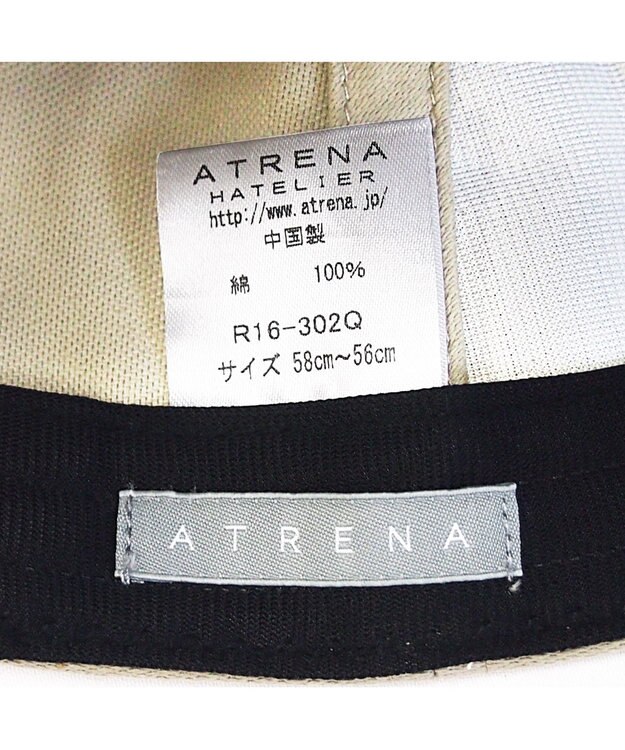 ATRENA
HATELIER
http://www.atrena.jp/
中国製
綿 100%
R16-302Q
サイズ 58cm~56cm
ATRENA